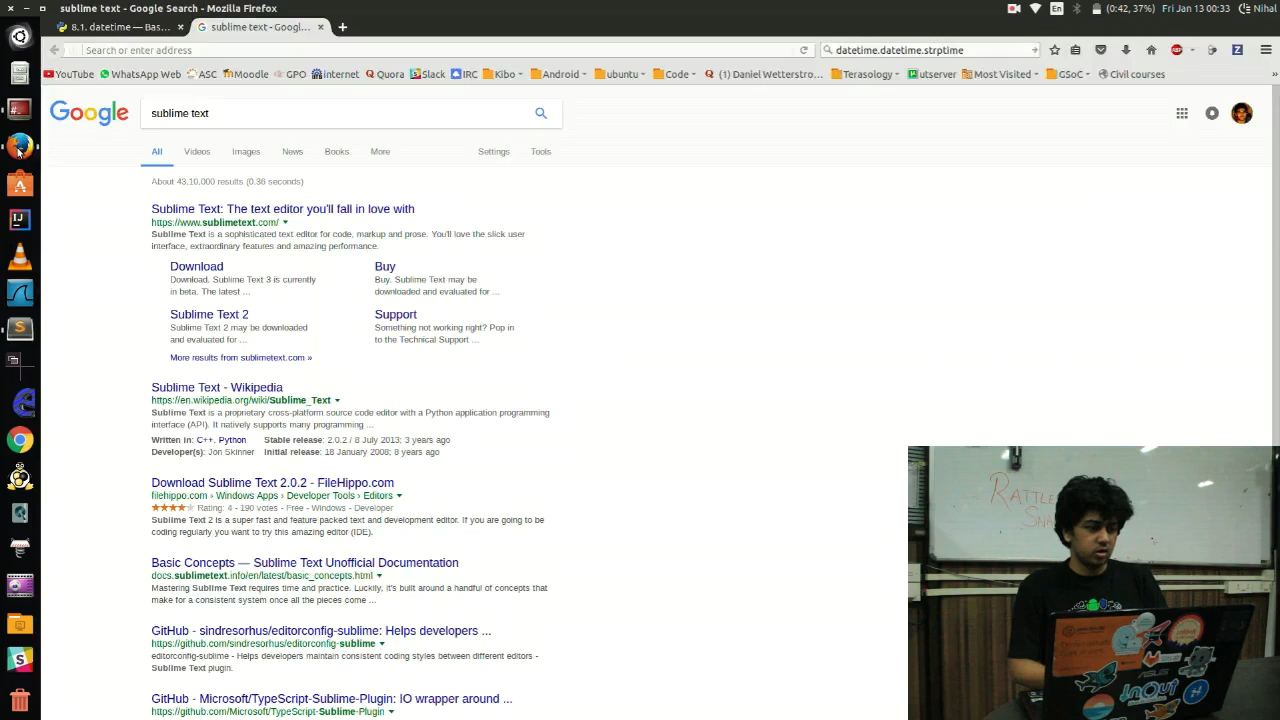 sublime text - Google Search - Mozilla Firefox
En
(0:42, 37%)
Fri Jan 13 00:33
Nihal
8.1. datetime — Bas...
sublime text - Googl...
Search or enter address
datetime.datetime.strptime
YouTube
WhatsApp Web
ASC
Moodle
GPO
internet
Quora
Slack
IRC
Kibo
Android
ubuntu
Code
(1) Daniel Wetterstro...
Terasology
utserver
Most Visited
GSoC
Civil courses
Google
sublime text
All
Videos
Images
News
Books
More
Settings
Tools
About 43,10,000 results (0.36 seconds)
Sublime Text: The text editor you'll fall in love with
https://www.sublimetext.com/
Sublime Text is a sophisticated text editor for code, markup and prose. You'll love the slick user
interface, extraordinary features and amazing performance.
Download
Download. Sublime Text 3 is currently
in beta. The latest ...
Buy
Buy. Sublime Text may be
downloaded and evaluated for ...
Sublime Text 2
Sublime Text 2 may be downloaded
and evaluated for ...
Support
Something not working right? Pop in
to the Technical Support ...
More results from sublimetext.com »
Sublime Text - Wikipedia
https://en.wikipedia.org/wiki/Sublime_Text
Sublime Text is a proprietary cross-platform source code editor with a Python application programming
interface (API). It natively supports many programming ...
Written in: C++, Python
Stable release: 2.0.2 / 8 July 2013; 3 years ago
Developer(s): Jon Skinner
Initial release: 18 January 2008; 8 years ago
Download Sublime Text 2.0.2 - FileHippo.com
filehippo.com › Windows Apps › Developer Tools › Editors
Rating: 4 - 190 votes - Free - Windows - Developer
Sublime Text 2 is a super fast and feature packed text and development editor. If you are going to be
coding regularly you want to try this amazing editor (IDE).
Basic Concepts — Sublime Text Unofficial Documentation
docs.sublimetext.info/en/latest/basic_concepts.html
Mastering Sublime Text requires time and practice. Luckily, it's built around a handful of concepts that
make for a consistent system once all the pieces come ...
GitHub - sindresorhus/editorconfig-sublime: Helps developers ...
https://github.com/sindresorhus/editorconfig-sublime
editorconfig-sublime - Helps developers maintain consistent coding styles between different editors -
Sublime Text plugin.
GitHub - Microsoft/TypeScript-Sublime-Plugin: IO wrapper around ...
https://github.com/Microsoft/TypeScript-Sublime-Plugin
RATTLE
SNA
InOut